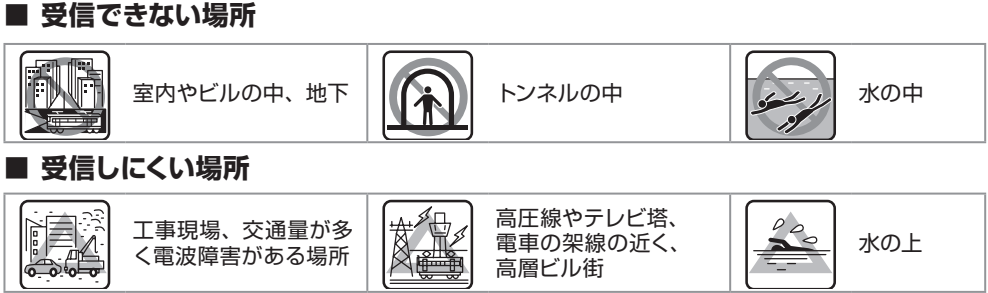 ■ 受信できない場所
室内やビルの中、地下
トンネルの中
水の中
■ 受信しにくい場所
工事現場、交通量が多
く電波障害がある場所
高圧線やテレビ塔、
電車の架線の近く、
高層ビル街
水の上